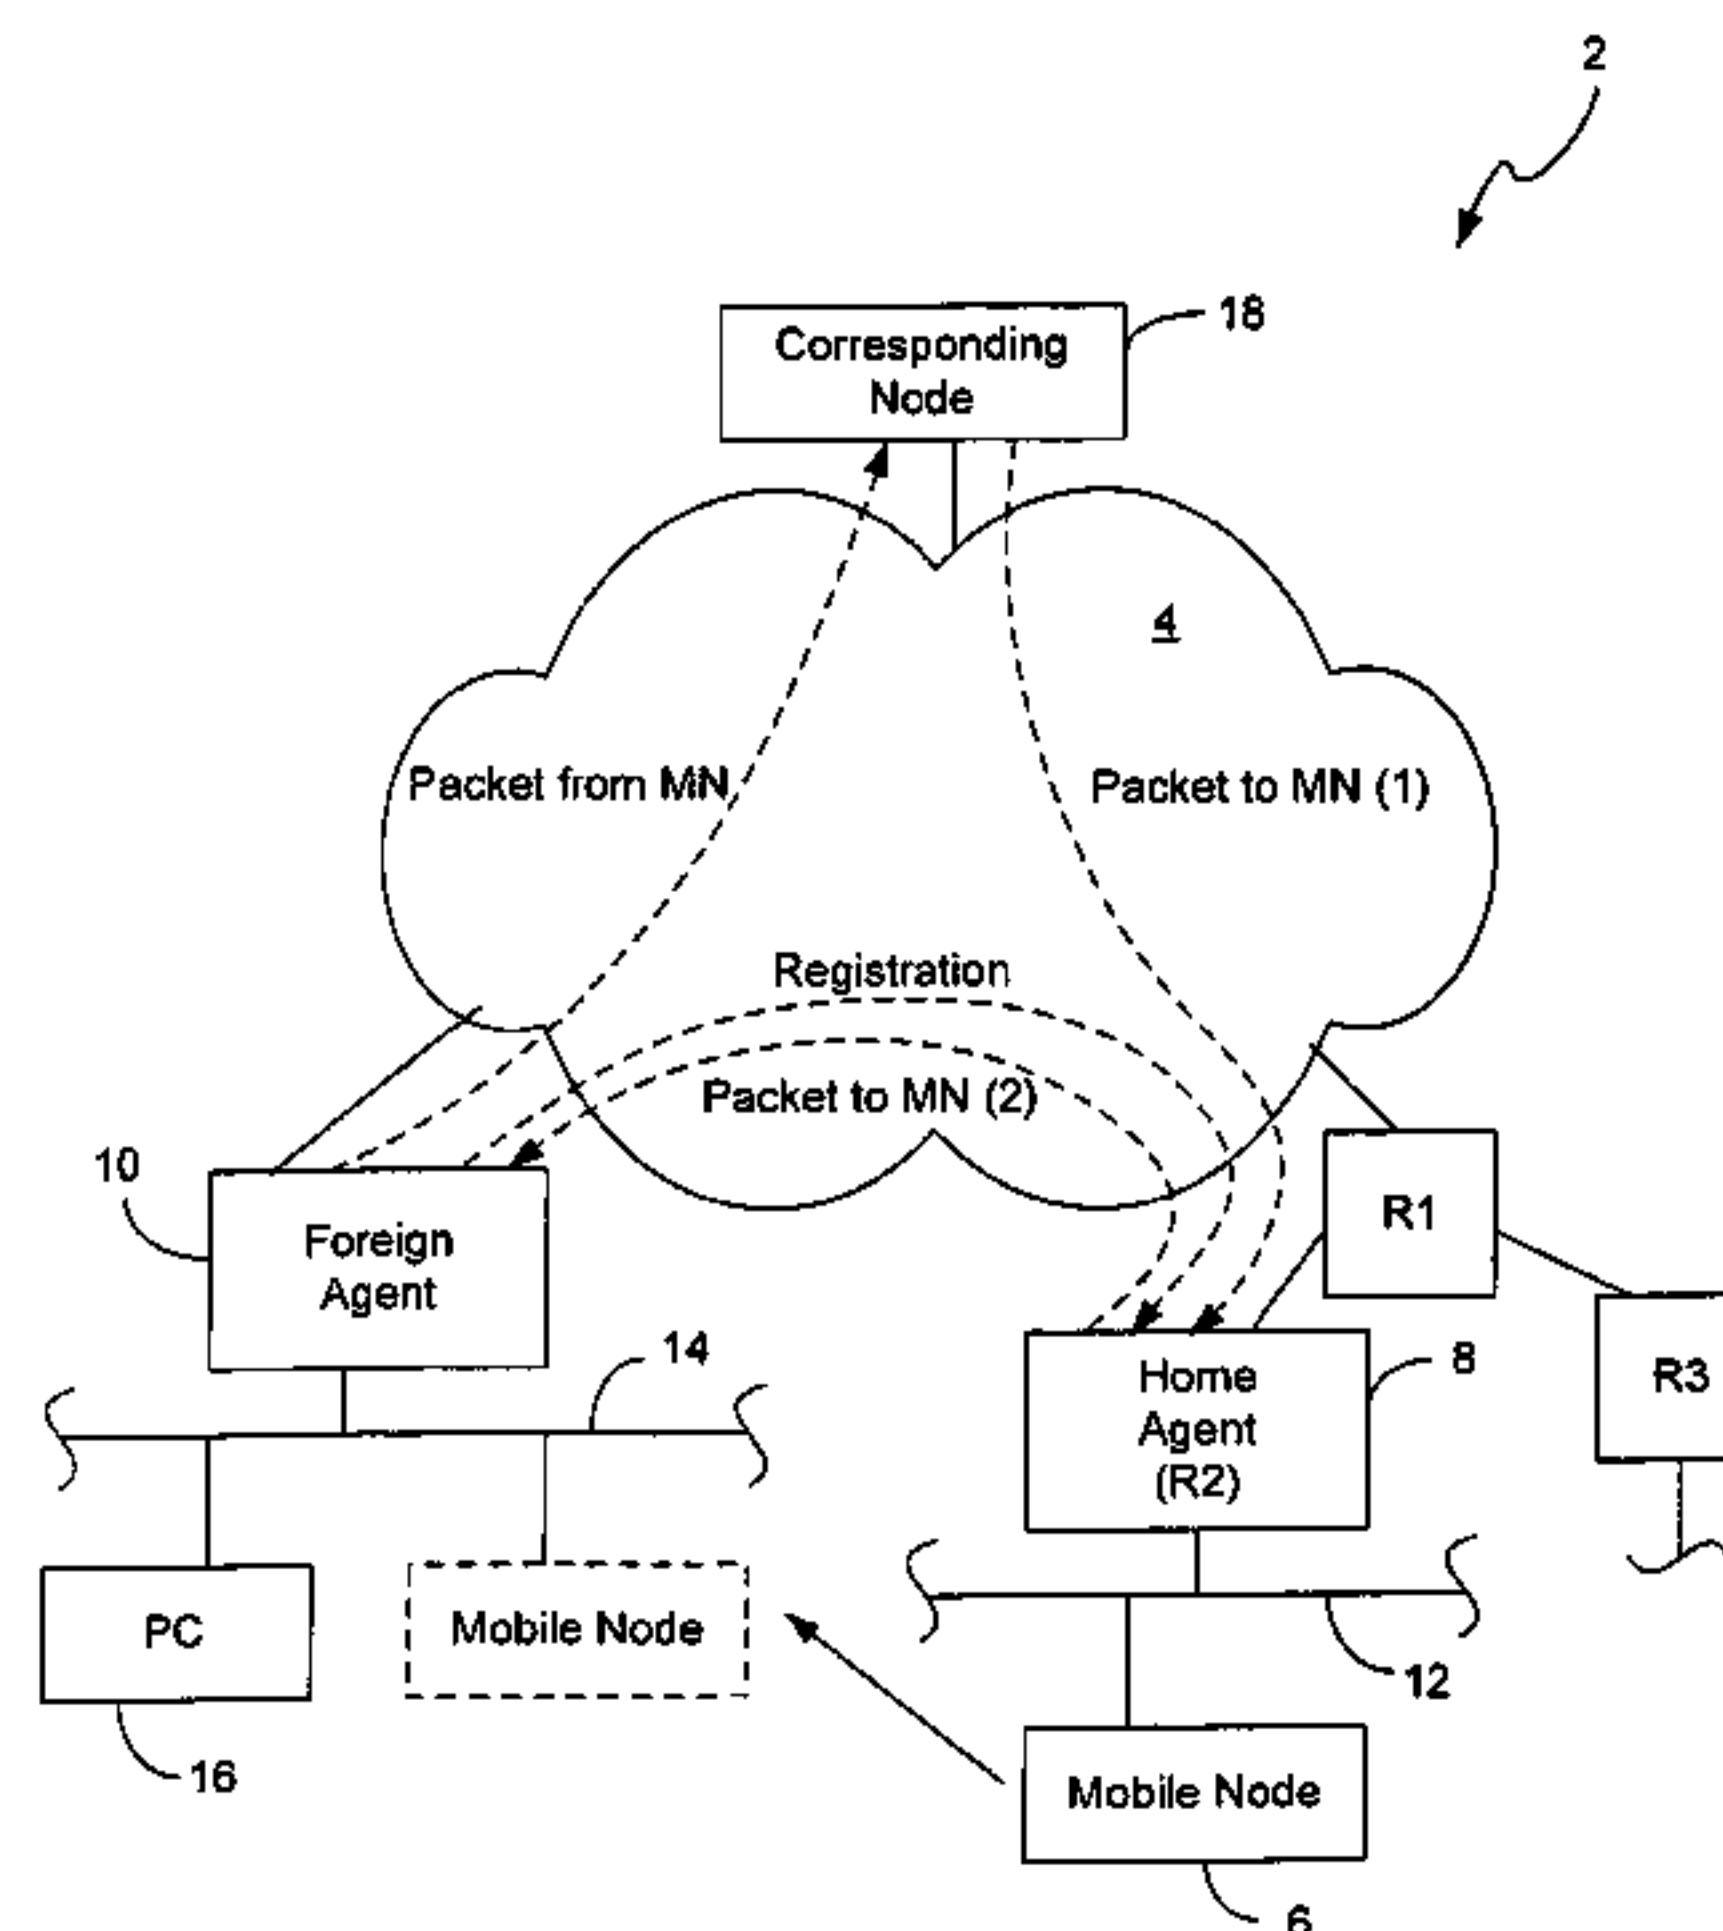 2
18
Corresponding
Node
4
Packet from MN
Packet to MN (1)
Registration
Packet to MN (2)
10
Foreign
Agent
R1
14
8
Home
Agent
(R2)
R3
PC
Mobile Node
12
16
Mobile Node
6